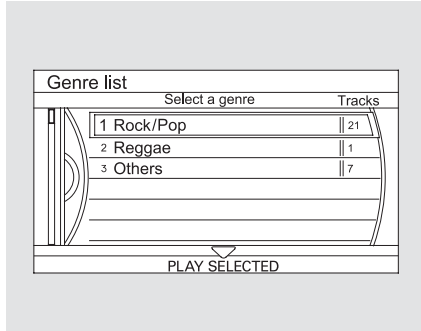 Genre list
Select a genre Tracks
1 Rock/Pop 21
2 Reggae 1
3 Others 7
PLAY SELECTED